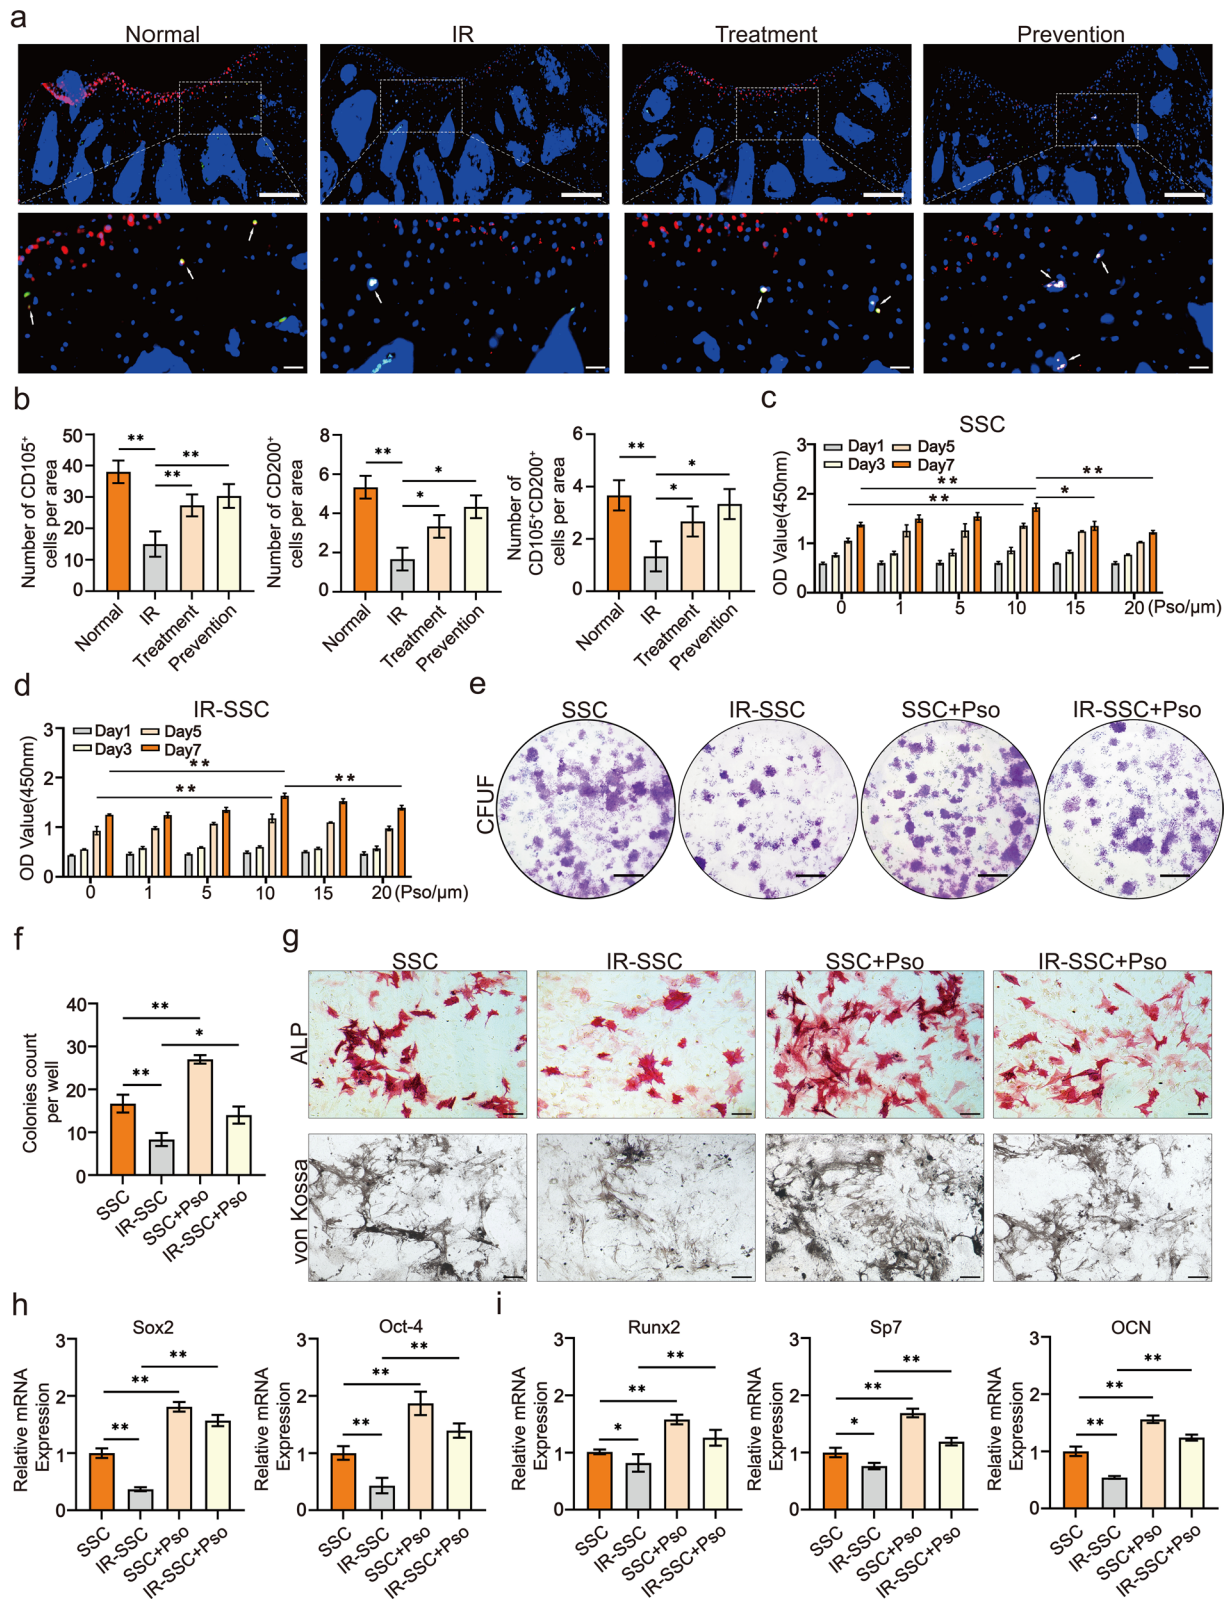 a
Normal
IR
Treatment
Prevention
b
Number of CD105⁺
cells per area
50
40
30
20
10
0
**
**
**
Normal
IR
Treatment
Prevention
Number of CD200⁺
cells per area
8
6
4
2
0
**
*
*
Normal
IR
Treatment
Prevention
Number of
CD105⁺CD200⁺
cells per area
6
4
2
0
**
*
*
Normal
IR
Treatment
Prevention
c
SSC
Day1
Day5
Day3
Day7
OD Value(450nm)
3
2
1
0
**
**
**
*
0
1
5
10
15
20
(Pso/μm)
d
IR-SSC
Day1
Day5
Day3
Day7
OD Value(450nm)
3
2
1
0
**
**
**
0
1
5
10
15
20
(Pso/μm)
e
SSC
IR-SSC
SSC+Pso
IR-SSC+Pso
CFUF
f
Colonies count
per well
40
30
20
10
0
**
*
**
SSC
IR-SSC
SSC+Pso
IR-SSC+Pso
g
SSC
IR-SSC
SSC+Pso
IR-SSC+Pso
ALP
von Kossa
h
Sox2
Relative mRNA
Expression
3
2
1
0
**
**
**
SSC
IR-SSC
SSC+Pso
IR-SSC+Pso
Oct-4
Relative mRNA
Expression
3
2
1
0
**
**
**
SSC
IR-SSC
SSC+Pso
IR-SSC+Pso
i
Runx2
Relative mRNA
Expression
3
2
1
0
**
**
*
SSC
IR-SSC
SSC+Pso
IR-SSC+Pso
Sp7
Relative mRNA
Expression
3
2
1
0
**
**
*
SSC
IR-SSC
SSC+Pso
IR-SSC+Pso
OCN
Relative mRNA
Expression
3
2
1
0
**
**
**
SSC
IR-SSC
SSC+Pso
IR-SSC+Pso